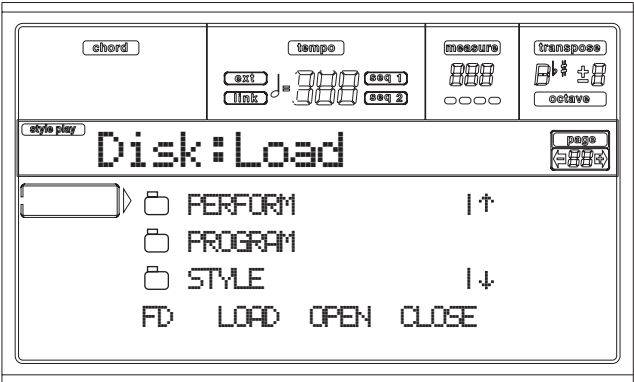 chord tempo measure transpose
ext seq 1
link seq 2
octave
style play
Disk:Load
page
PERFORM
PROGRAM
STYLE
FD LOAD OPEN CLOSE